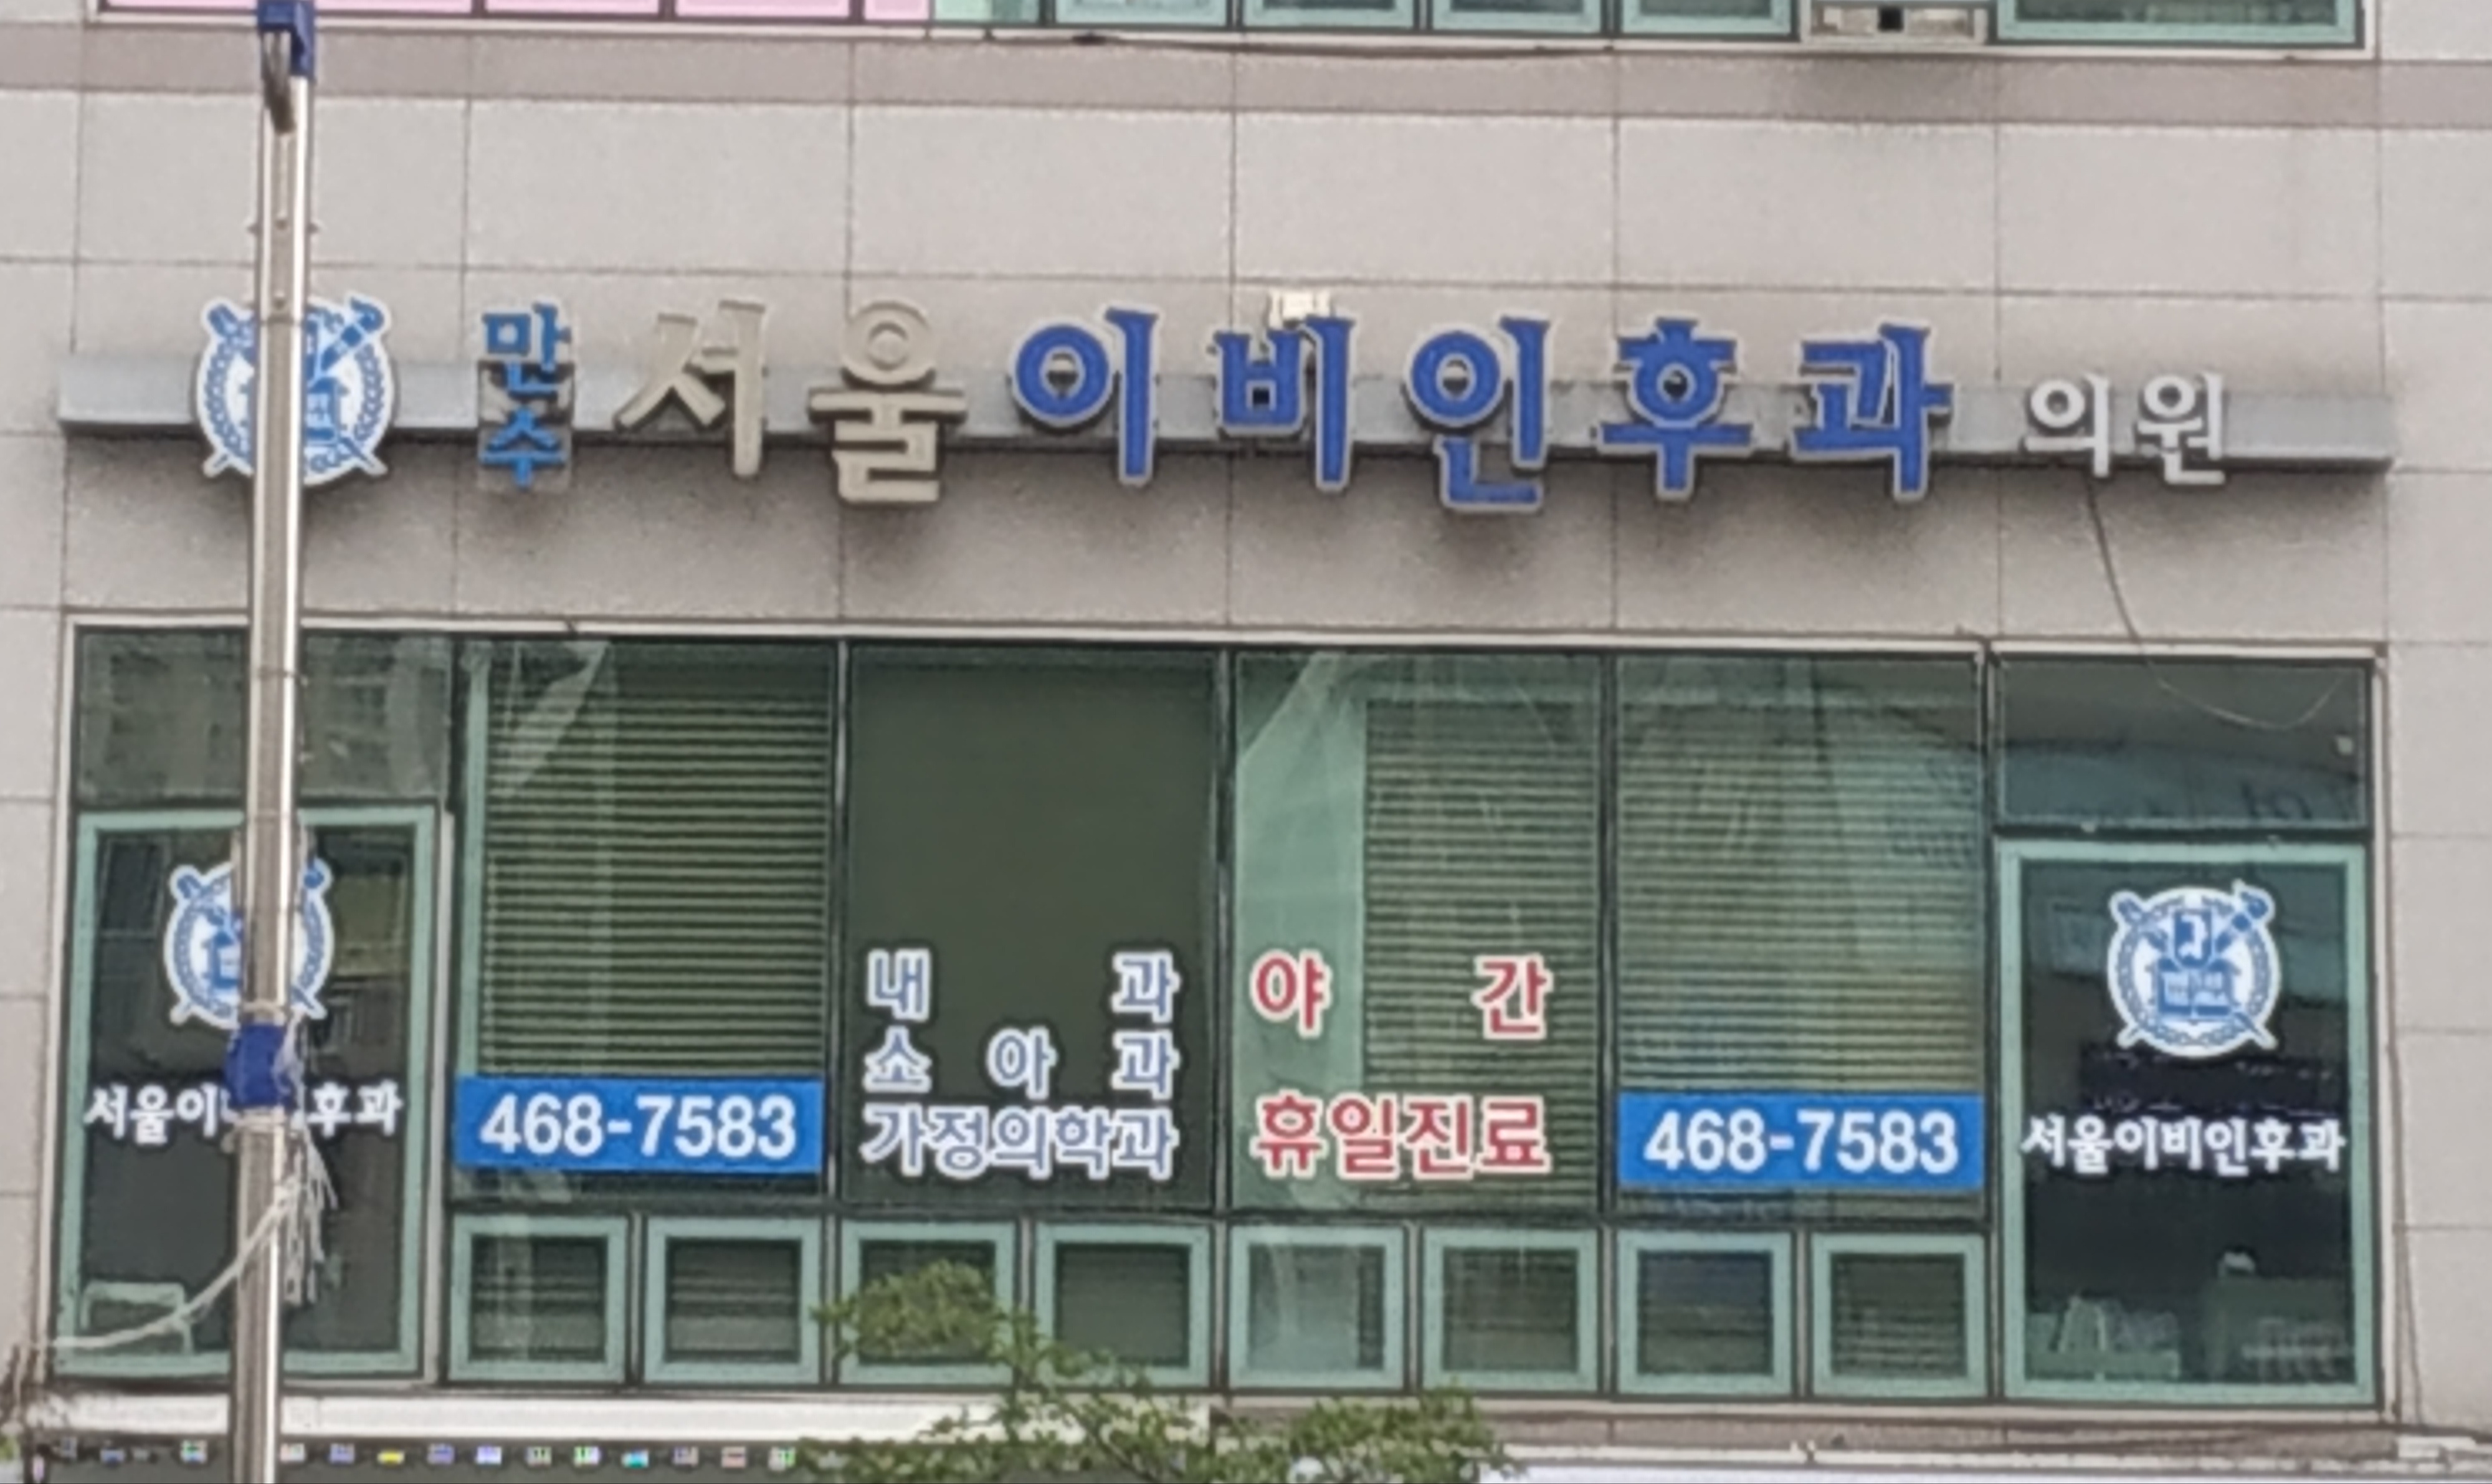 만수 서울이비인후과의원
서울이 후과
468-7583
내 과
소 아 과
가정의학과
야 간
휴일진료
468-7583
서울이비인후과